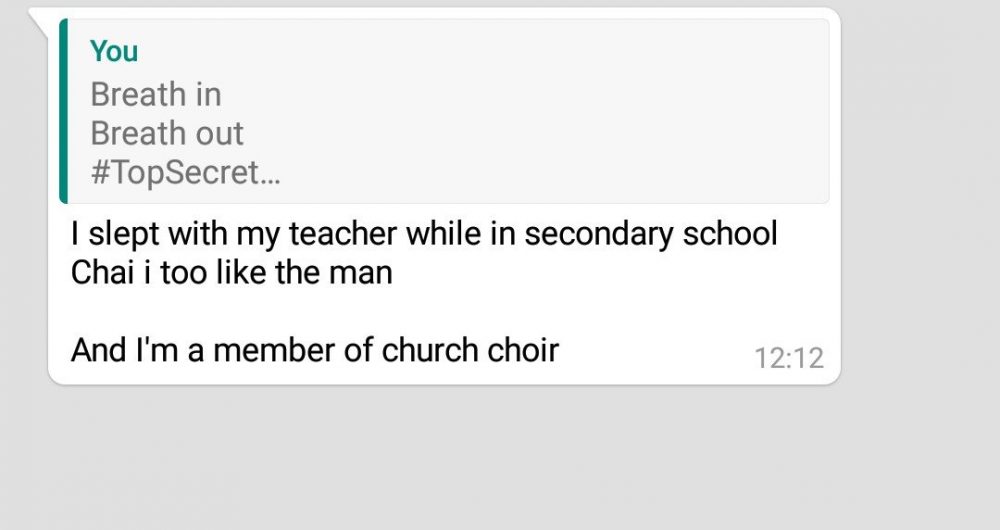 You
Breath in
Breath out
#TopSecret...
I slept with my teacher while in secondary school
Chai i too like the man
And I'm a member of church choir
12:12